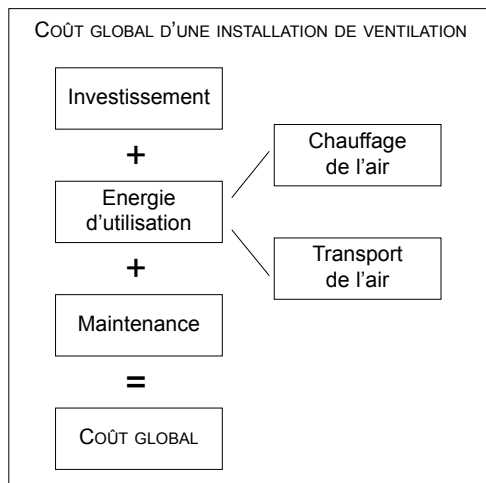 COÛT GLOBAL D'UNE INSTALLATION DE VENTILATION
Investissement
+
Energie
d'utilisation
Chauffage
de l'air
Transport
de l'air
+
Maintenance
=
COÛT GLOBAL